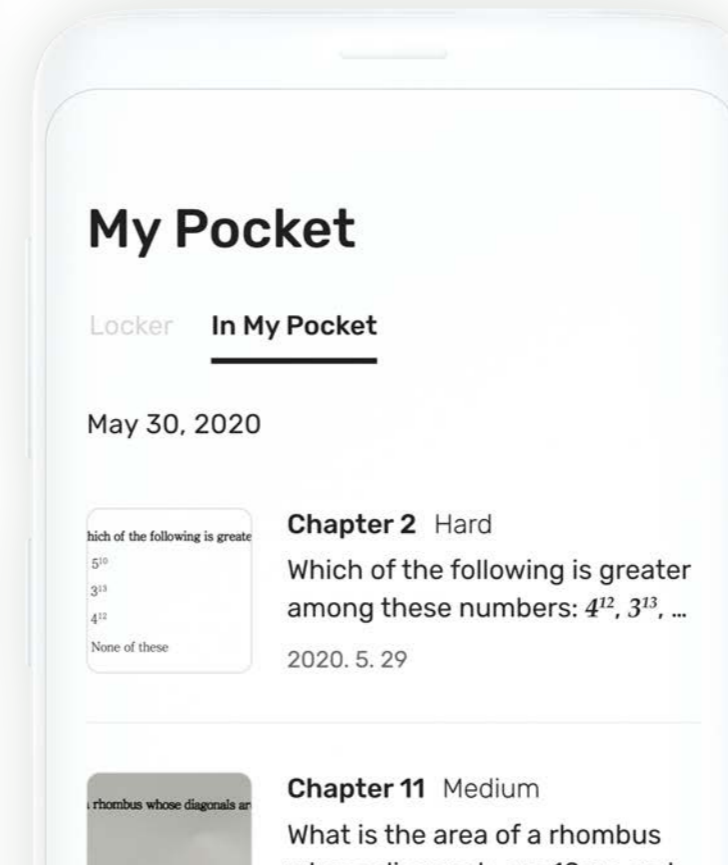 My Pocket
Locker In My Pocket
May 30, 2020
hich of the following is greate
5¹⁰
3¹³
4¹²
None of these
Chapter 2 Hard
Which of the following is greater
among these numbers: 4¹², 3¹³, ...
2020. 5. 29
rhombus whose diagonals ar
Chapter 11 Medium
What is the area of a rhombus